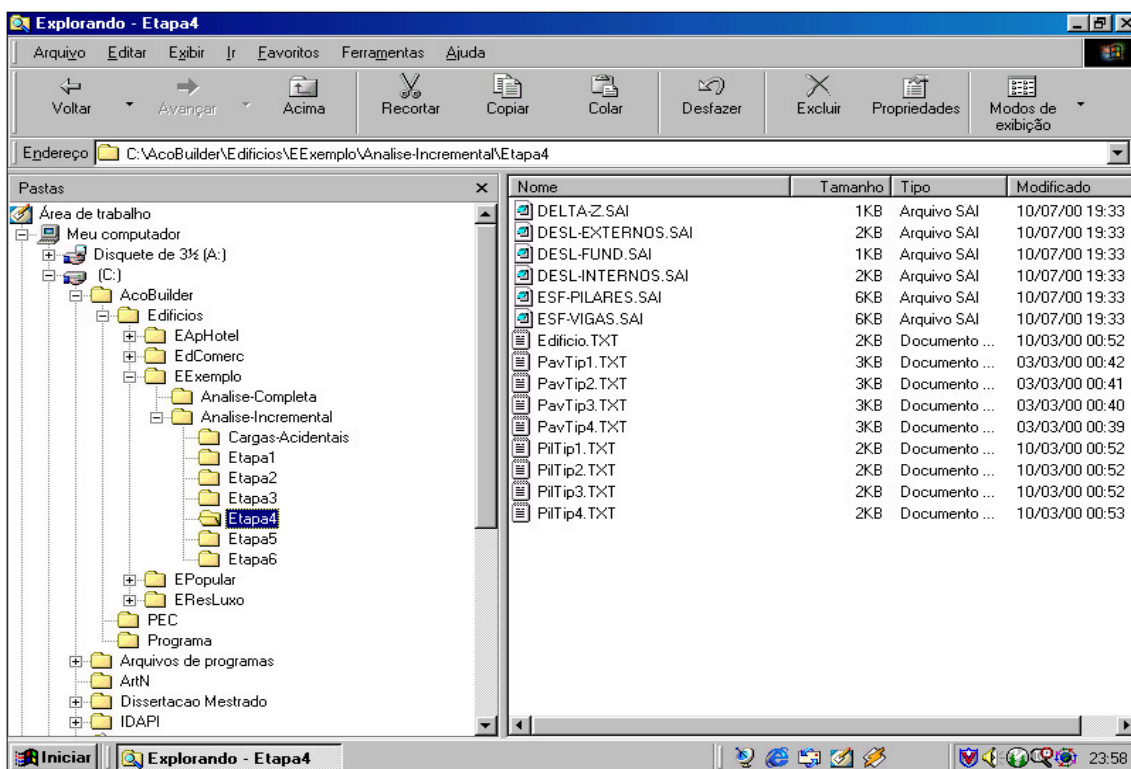 Explorando - Etapa4
Arquivo Editar Exibir Ir Favoritos Ferramentas Ajuda
Voltar Avançar Acima Recortar Copiar Colar Desfazer Excluir Propriedades Modos de exibição
Endereço C:\AcoBuilder\Edificios\EExemplo\Analise-Incremental\Etapa4
Pastas
Área de trabalho
Meu computador
Disquete de 3½ (A:)
(C:)
AcoBuilder
Edificios
EApHotel
EdComerc
EExemplo
Analise-Completa
Analise-Incremental
Cargas-Acidentais
Etapa1
Etapa2
Etapa3
Etapa4
Etapa5
Etapa6
EPopular
EResLuxo
PEC
Programa
Arquivos de programas
ArtN
Dissertacao Mestrado
IDAPI
Nome Tamanho Tipo Modificado
DELTA-Z.SAI 1KB Arquivo SAI 10/07/00 19:33
DESL-EXTERNOS.SAI 2KB Arquivo SAI 10/07/00 19:33
DESL-FUND.SAI 1KB Arquivo SAI 10/07/00 19:33
DESL-INTERNOS.SAI 2KB Arquivo SAI 10/07/00 19:33
ESF-PILARES.SAI 6KB Arquivo SAI 10/07/00 19:33
ESF-VIGAS.SAI 6KB Arquivo SAI 10/07/00 19:33
Edificio.TXT 2KB Documento ... 10/03/00 00:52
PavTip1.TXT 3KB Documento ... 03/03/00 00:42
PavTip2.TXT 3KB Documento ... 03/03/00 00:41
PavTip3.TXT 3KB Documento ... 03/03/00 00:40
PavTip4.TXT 3KB Documento ... 03/03/00 00:39
PilTip1.TXT 2KB Documento ... 10/03/00 00:52
PilTip2.TXT 2KB Documento ... 10/03/00 00:52
PilTip3.TXT 2KB Documento ... 10/03/00 00:52
PilTip4.TXT 2KB Documento ... 10/03/00 00:53
Iniciar Explorando - Etapa4 23:58